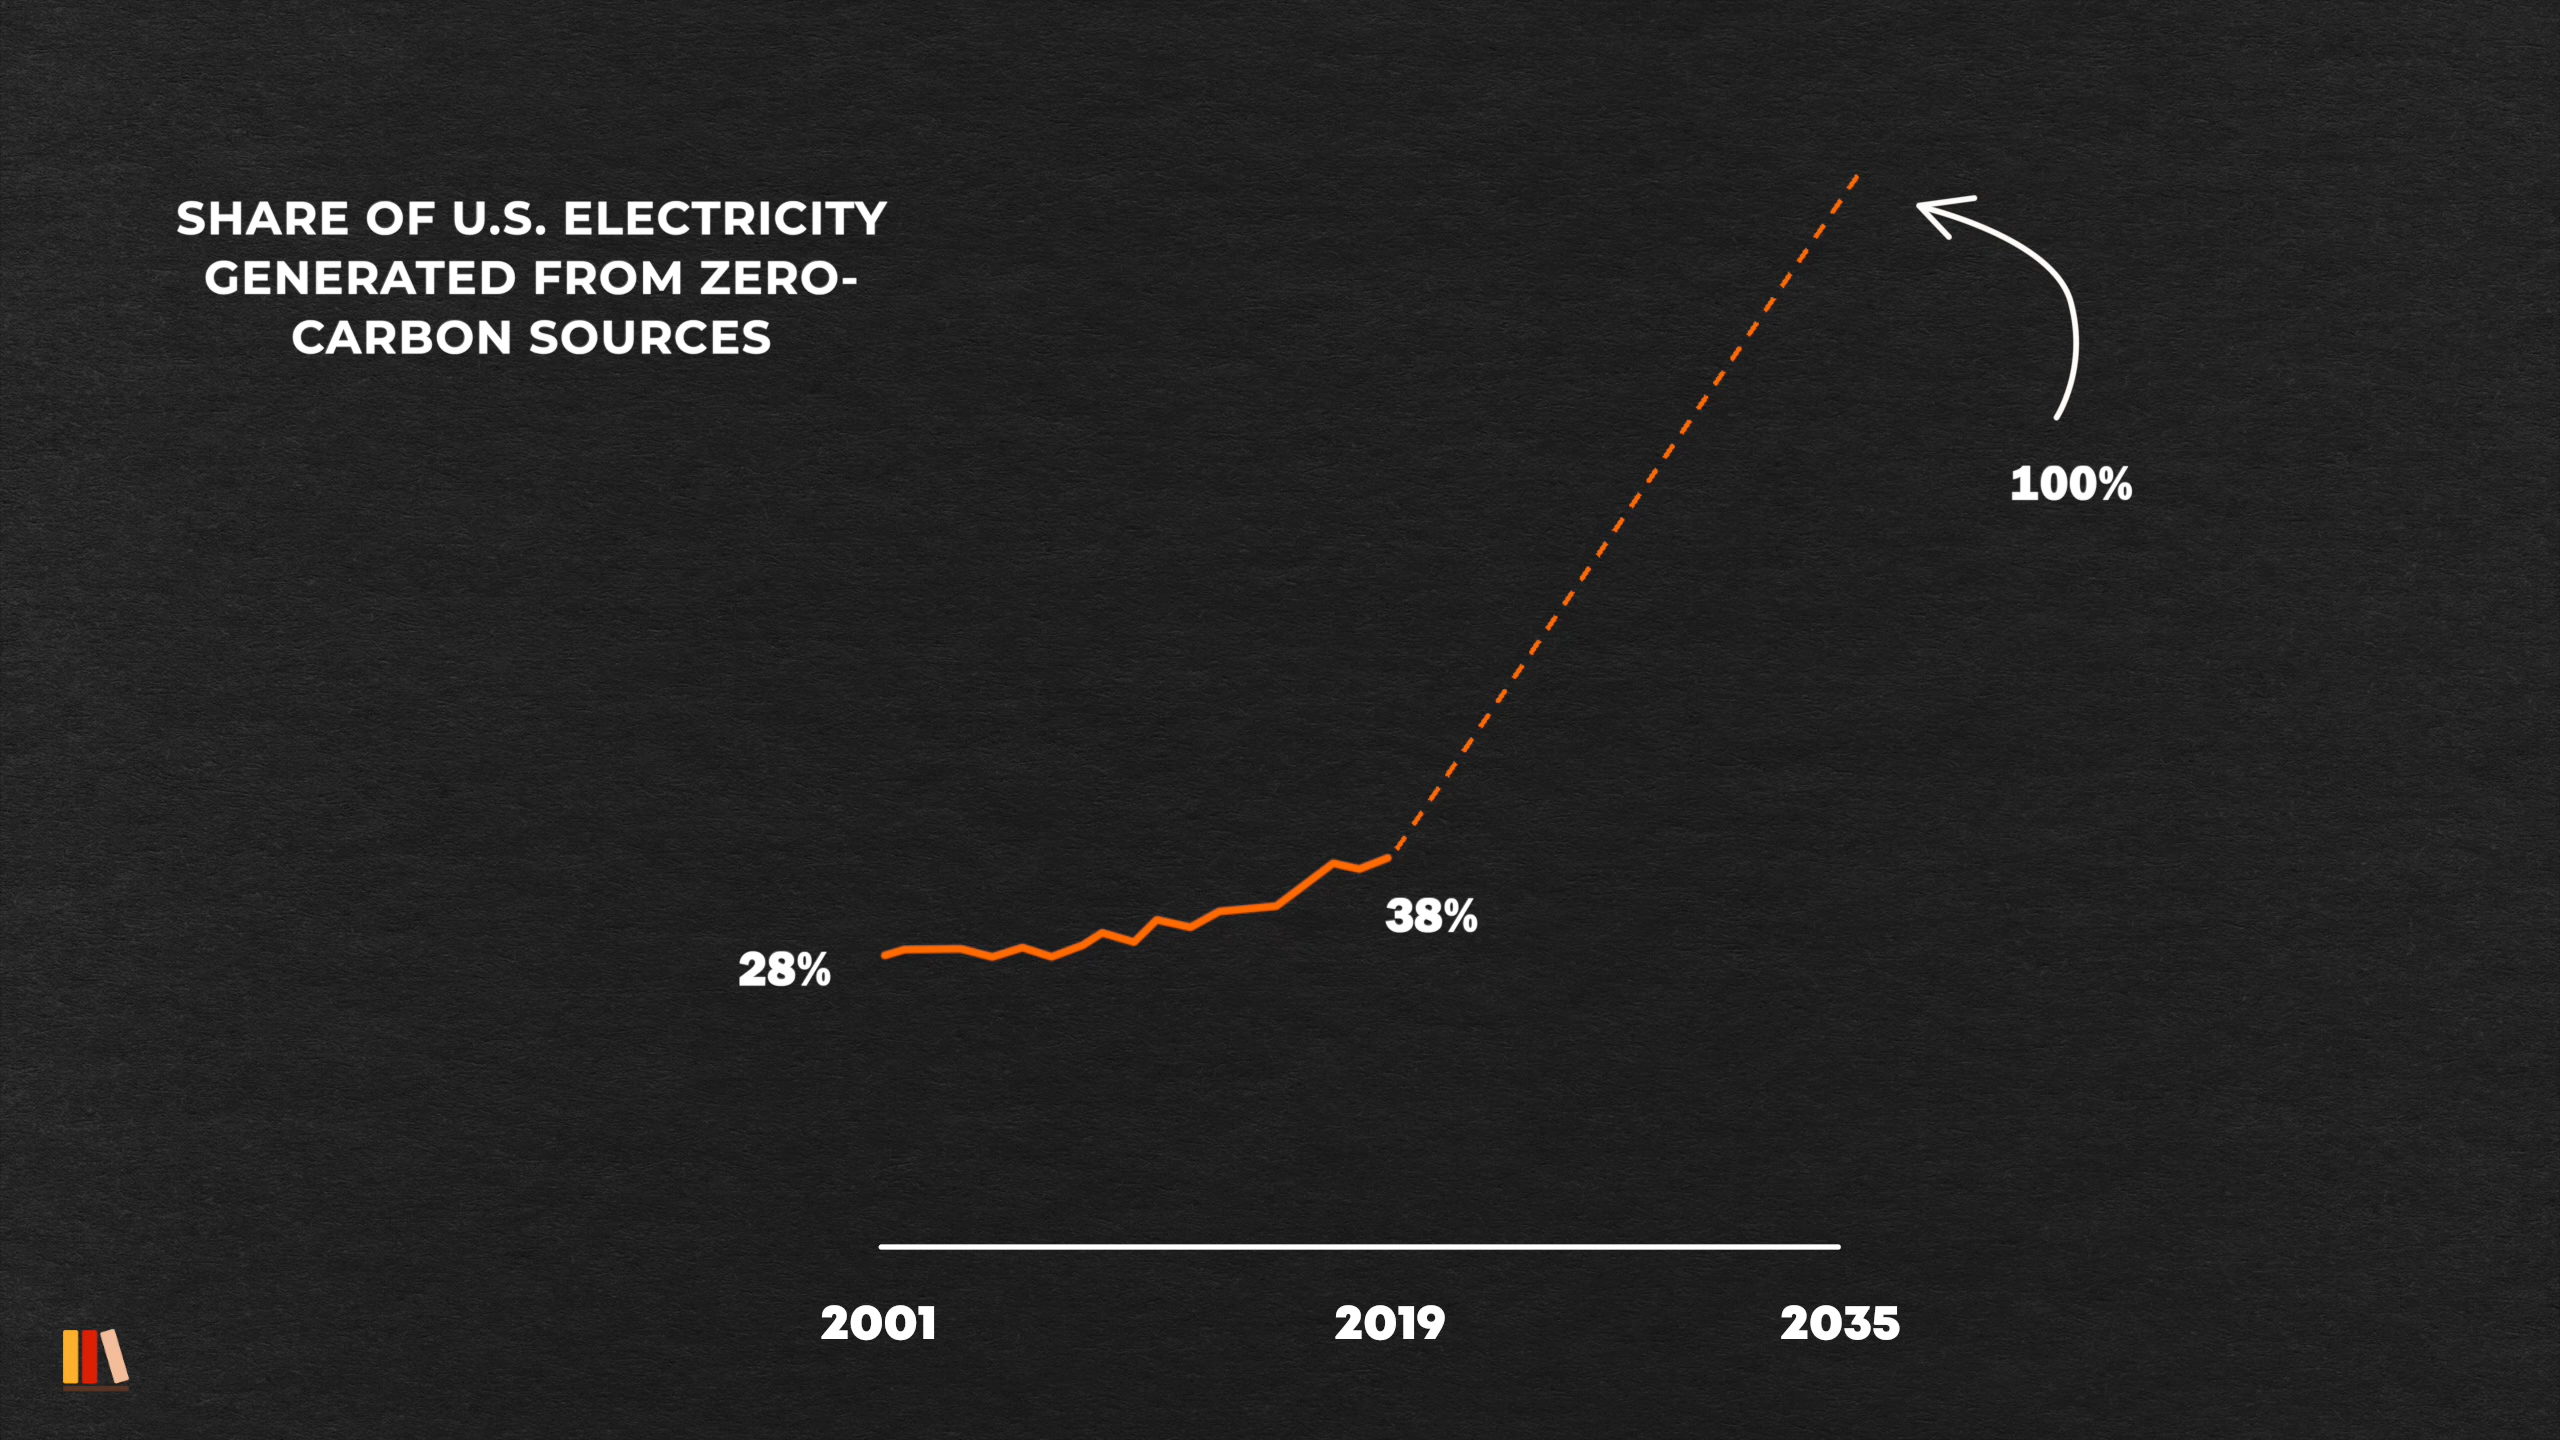 SHARE OF U.S. ELECTRICITY
GENERATED FROM ZERO-
CARBON SOURCES
100%
38%
28%
2001
2019
2035